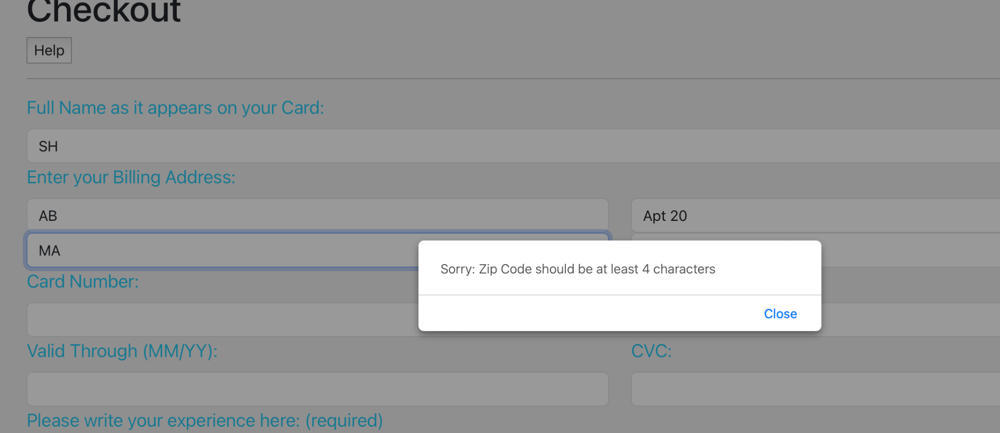 Checkout
Help
Full Name as it appears on your Card:
SH
Enter your Billing Address:
AB
Apt 20
MA
Sorry: Zip Code should be at least 4 characters
Close
Card Number:
Valid Through (MM/YY):
CVC:
Please write your experience here: (required)